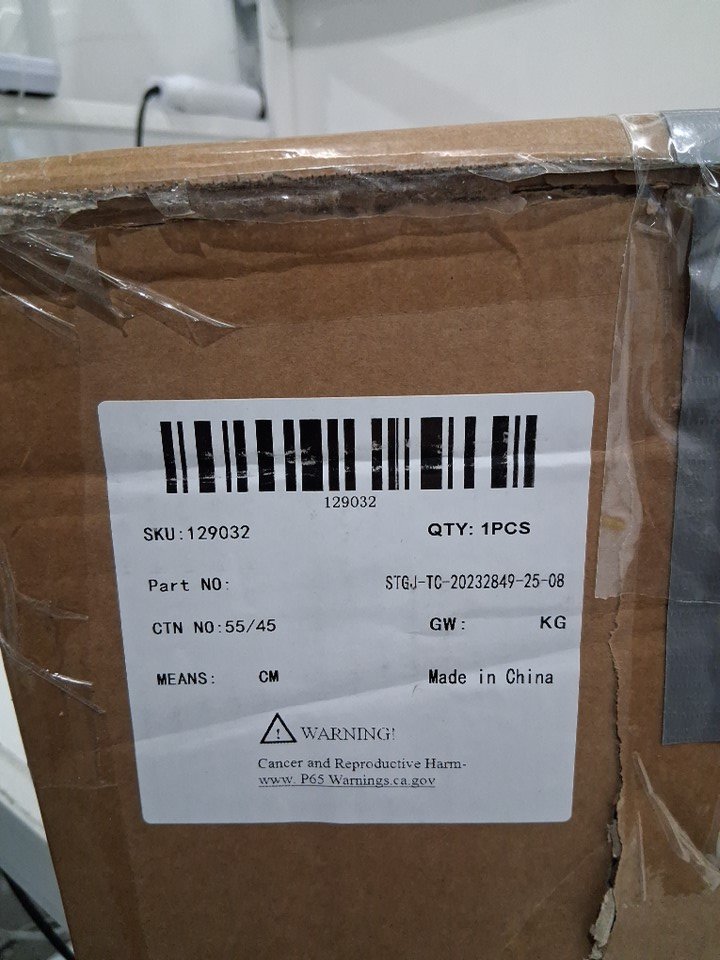 129032
SKU:129032 QTY: 1PCS
Part NO: STGJ-TC-20232849-25-08
CTN NO:55/45 GW: KG
MEANS: CM Made in China
! WARNING!
Cancer and Reproductive Harm-
www. P65 Warnings.ca.gov